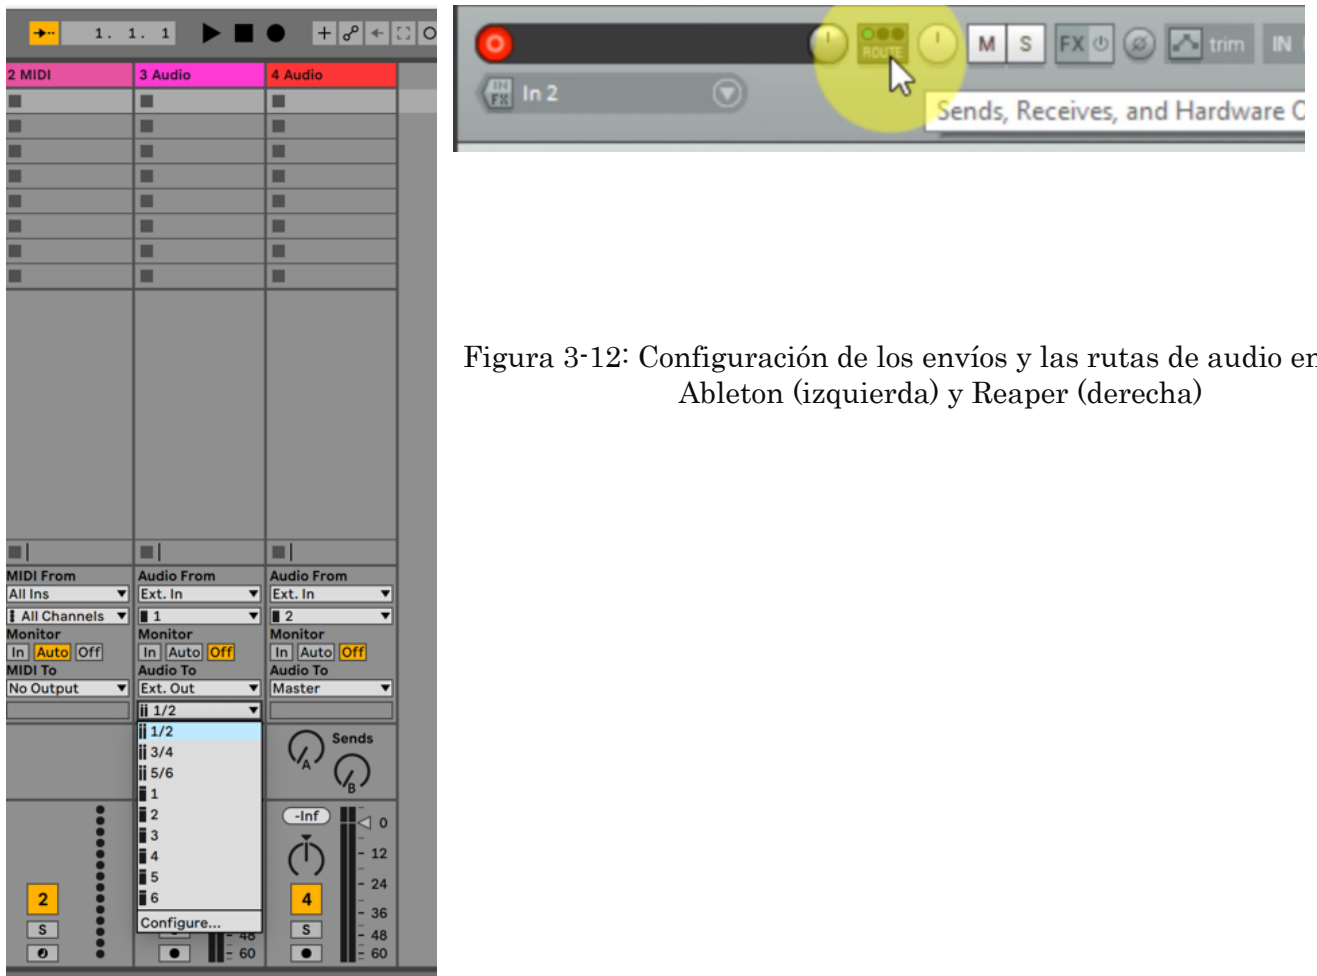 1. 1. 1
2 MIDI 3 Audio 4 Audio
MIDI From Audio From Audio From
All Ins Ext. In Ext. In
All Channels 1 2
Monitor Monitor Monitor
In Auto Off In Auto Off In Auto Off
MIDI To Audio To Audio To
No Output Ext. Out Master
1/2
1/2
3/4
5/6
1
2
3
4
5
6
Configure...
Sends
A
B
-Inf
0
12
24
36
48
60
2 4
S S
48
60
ROUTE M S FX trim IN
IN
FX In 2
Sends, Receives, and Hardware O
Figura 3-12: Configuración de los envíos y las rutas de audio en
Ableton (izquierda) y Reaper (derecha)